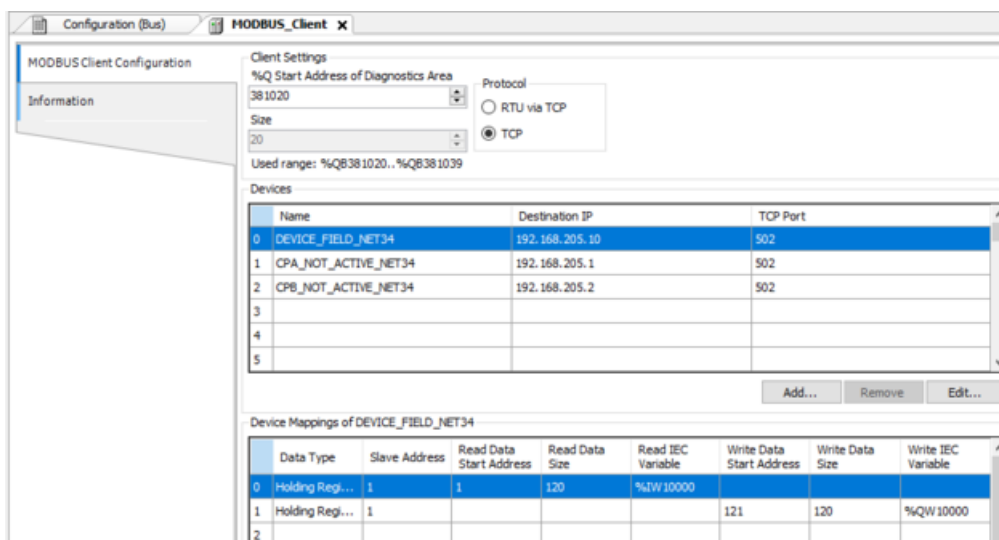 Configuration (Bus) MODBUS_Client X
MODBUS Client Configuration
Information
Client Settings
%Q Start Address of Diagnostics Area
381020
Size
20
Used range: %QB381020..%QB381039
Protocol
RTU via TCP
TCP
Devices
Name Destination IP TCP Port
0 DEVICE_FIELD_NET34 192.168.205.10 502
1 CPA_NOT_ACTIVE_NET34 192.168.205.1 502
2 CPB_NOT_ACTIVE_NET34 192.168.205.2 502
3
4
5
Add... Remove Edit...
Device Mappings of DEVICE_FIELD_NET34
Data Type Slave Address Read Data Start Address Read Data Size Read IEC Variable Write Data Start Address Write Data Size Write IEC Variable
0 Holding Regi... 1 1 120 %IW10000
1 Holding Regi... 1 121 120 %QW10000
2